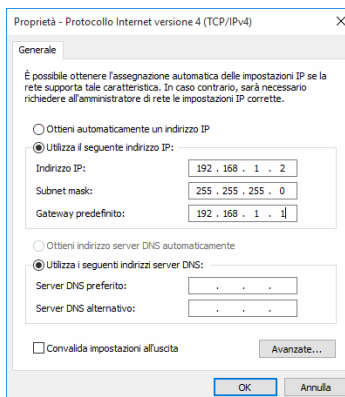 Proprietà - Protocollo Internet versione 4 (TCP/IPv4)
Generale
È possibile ottenere l'assegnazione automatica delle impostazioni IP se la
rete supporta tale caratteristica. In caso contrario, sarà necessario
richiedere all'amministratore di rete le impostazioni IP corrette.
Ottieni automaticamente un indirizzo IP
Utilizza il seguente indirizzo IP:
Indirizzo IP: 192 . 168 . 1 . 2
Subnet mask: 255 . 255 . 255 . 0
Gateway predefinito: 192 . 168 . 1 . 1
Ottieni indirizzo server DNS automaticamente
Utilizza i seguenti indirizzi server DNS:
Server DNS preferito: . . .
Server DNS alternativo: . . .
Convalida impostazioni all'uscita Avanzate...
OK Annulla